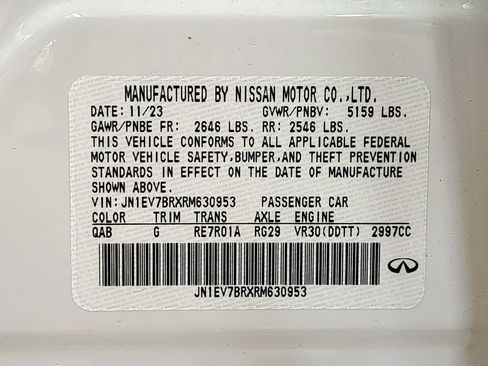 MANUFACTURED BY NISSAN MOTOR CO.,LTD.
DATE: 11/23 GVWR/PNBV: 5159 LBS.
GAWR/PNBE FR: 2646 LBS. RR: 2546 LBS.
THIS VEHICLE CONFORMS TO ALL APPLICABLE FEDERAL
MOTOR VEHICLE SAFETY,BUMPER,AND THEFT PREVENTION
STANDARDS IN EFFECT ON THE DATE OF MANUFACTURE
SHOWN ABOVE.
VIN: JN1EV7BRXRM630953 PASSENGER CAR
COLOR TRIM TRANS AXLE ENGINE
QAB G RE7R01A RG29 VR30(DDTT) 2997CC
JN1EV7BRXRM630953